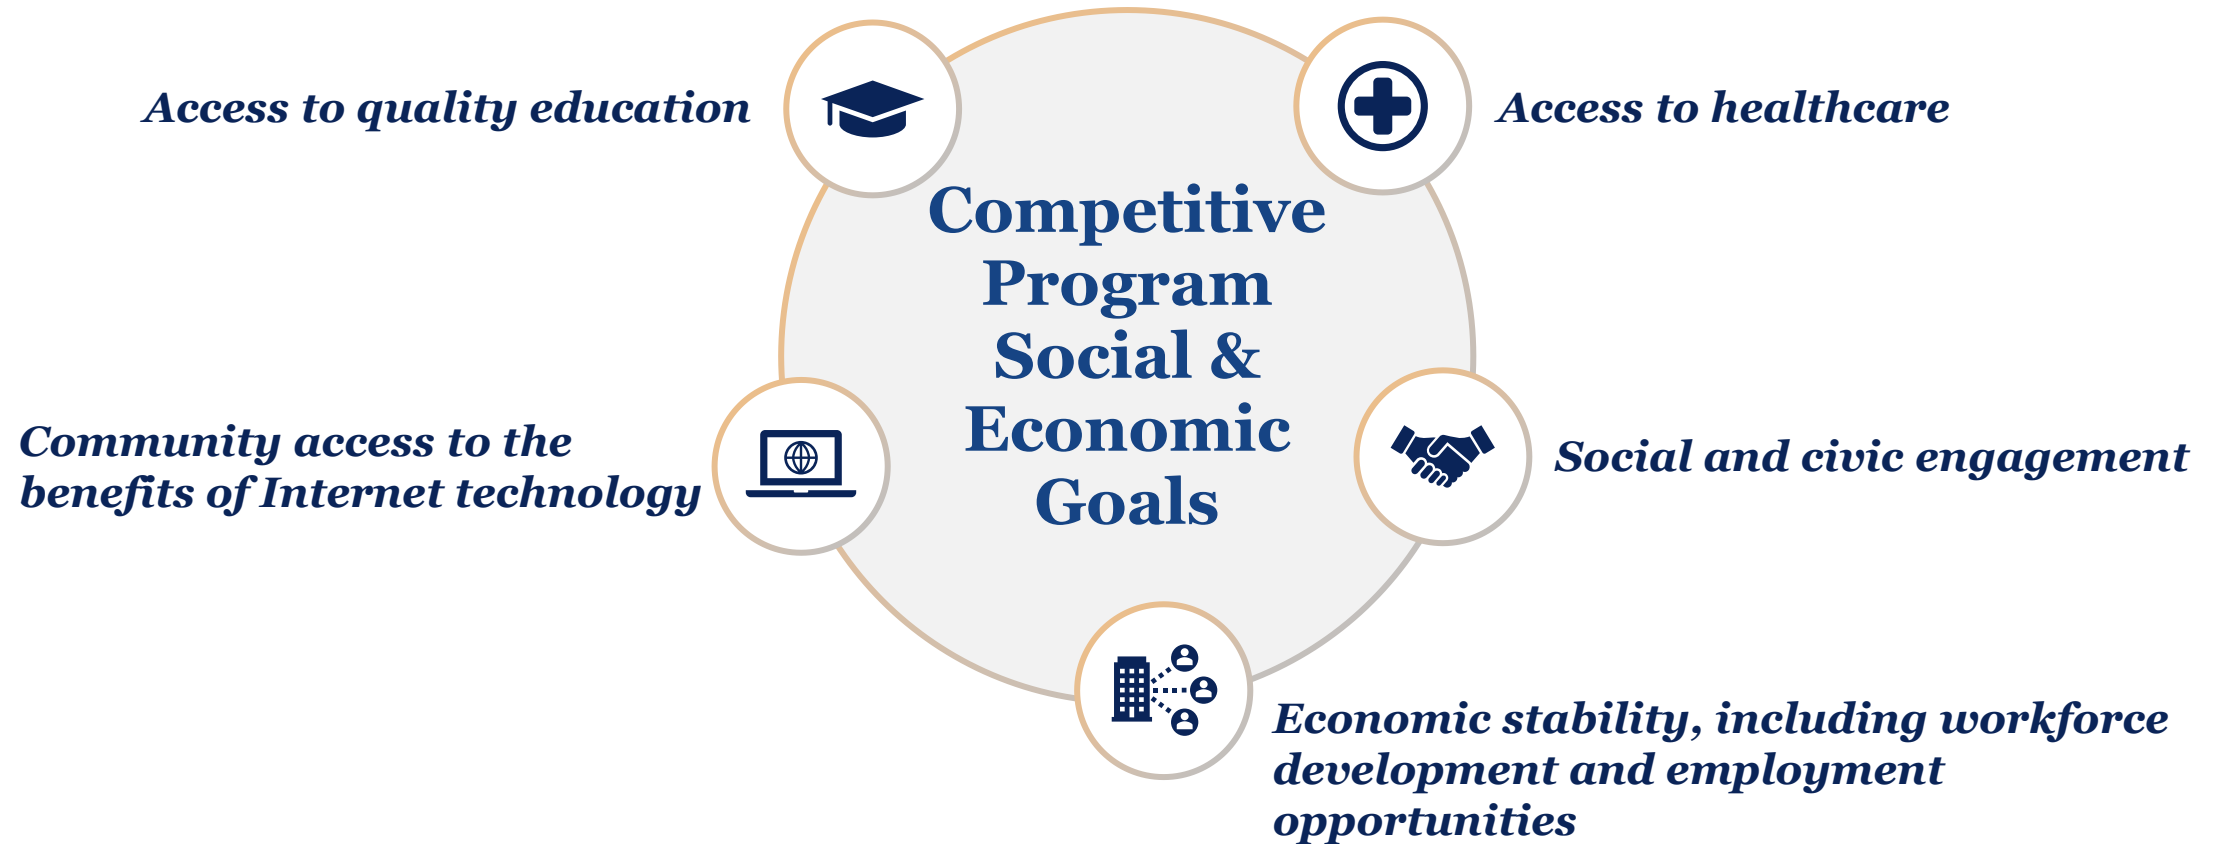 Access to quality education
Access to healthcare
Competitive
Program
Social &
Economic
Goals
Community access to the
benefits of Internet technology
Social and civic engagement
Economic stability, including workforce
development and employment
opportunities